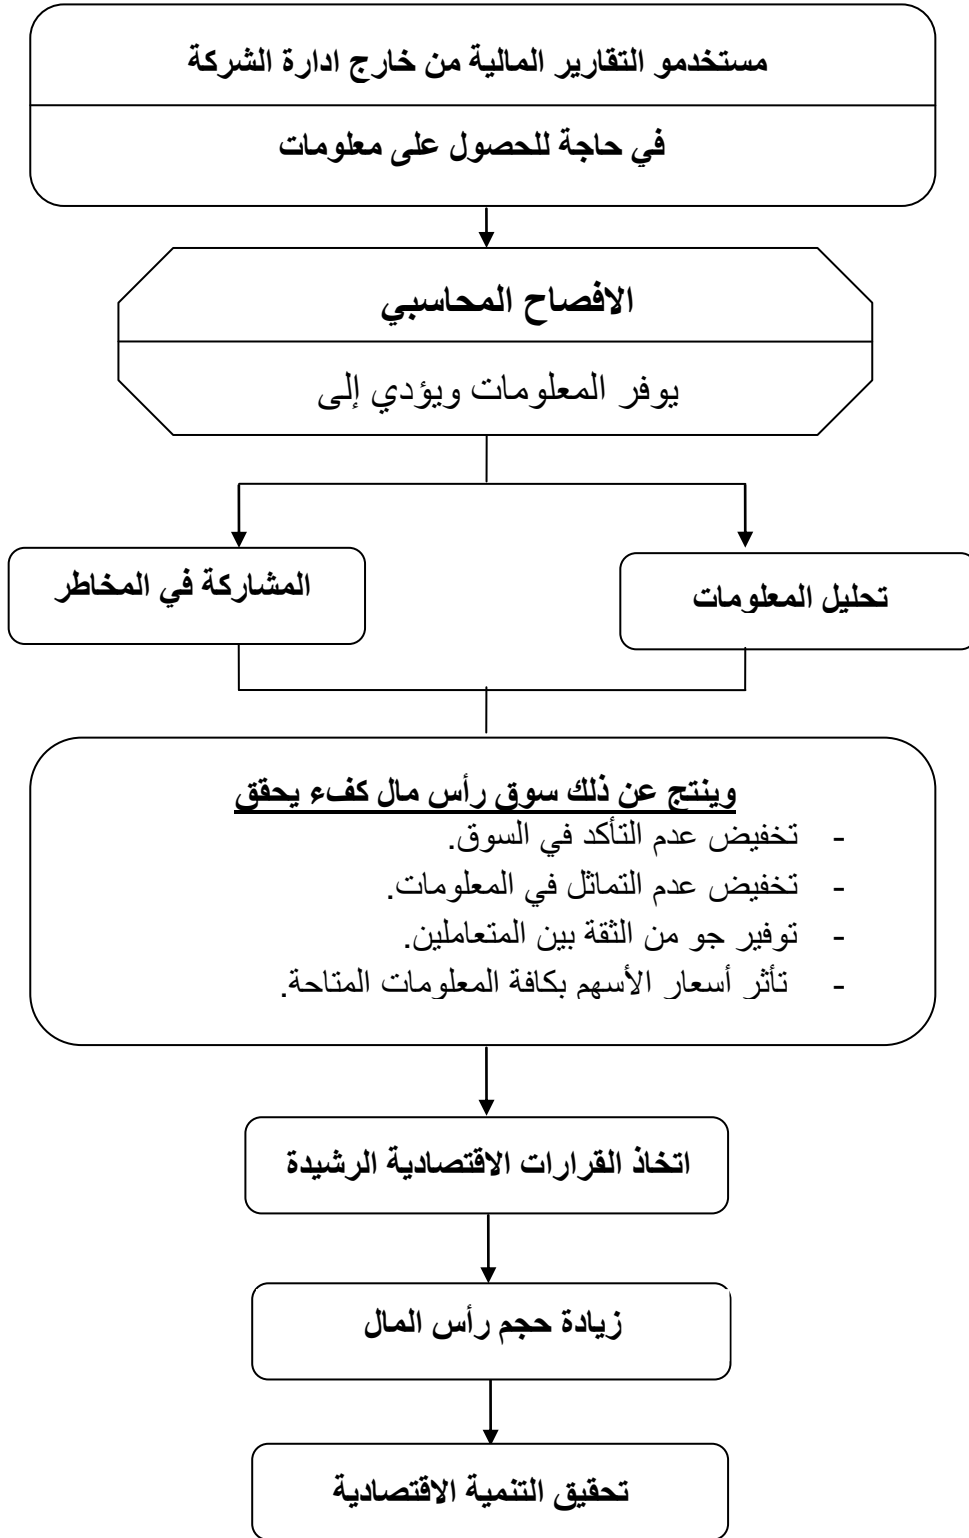 مستخدمو التقارير المالية من خارج ادارة الشركة
في حاجة للحصول على معلومات
الافصاح المحاسبي
يوفر المعلومات ويؤدي إلى
تحليل المعلومات
المشاركة في المخاطر
وينتج عن ذلك سوق رأس مال كفء يحقق
- تخفيض عدم التأكد في السوق.
- تخفيض عدم التماثل في المعلومات.
- توفير جو من الثقة بين المتعاملين.
- تأثر أسعار الأسهم بكافة المعلومات المتاحة.
اتخاذ القرارات الاقتصادية الرشيدة
زيادة حجم رأس المال
تحقيق التنمية الاقتصادية